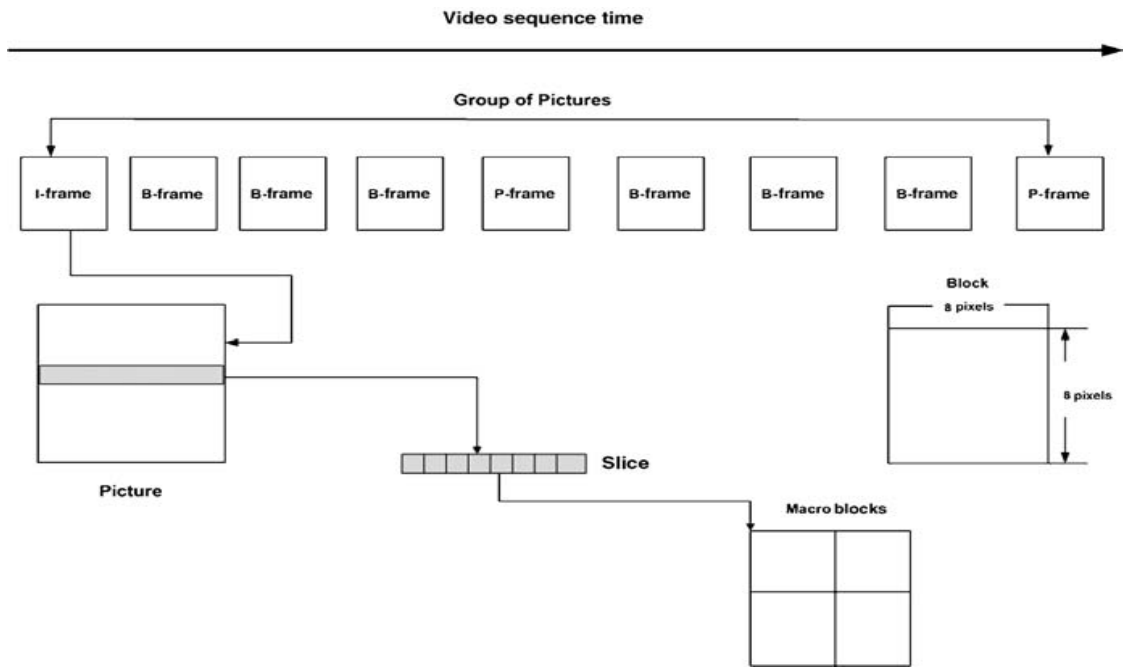 Video sequence time
Group of Pictures
I-frame
B-frame
B-frame
B-frame
P-frame
B-frame
B-frame
B-frame
P-frame
Block
8 pixels
8 pixels
Picture
Slice
Macro blocks